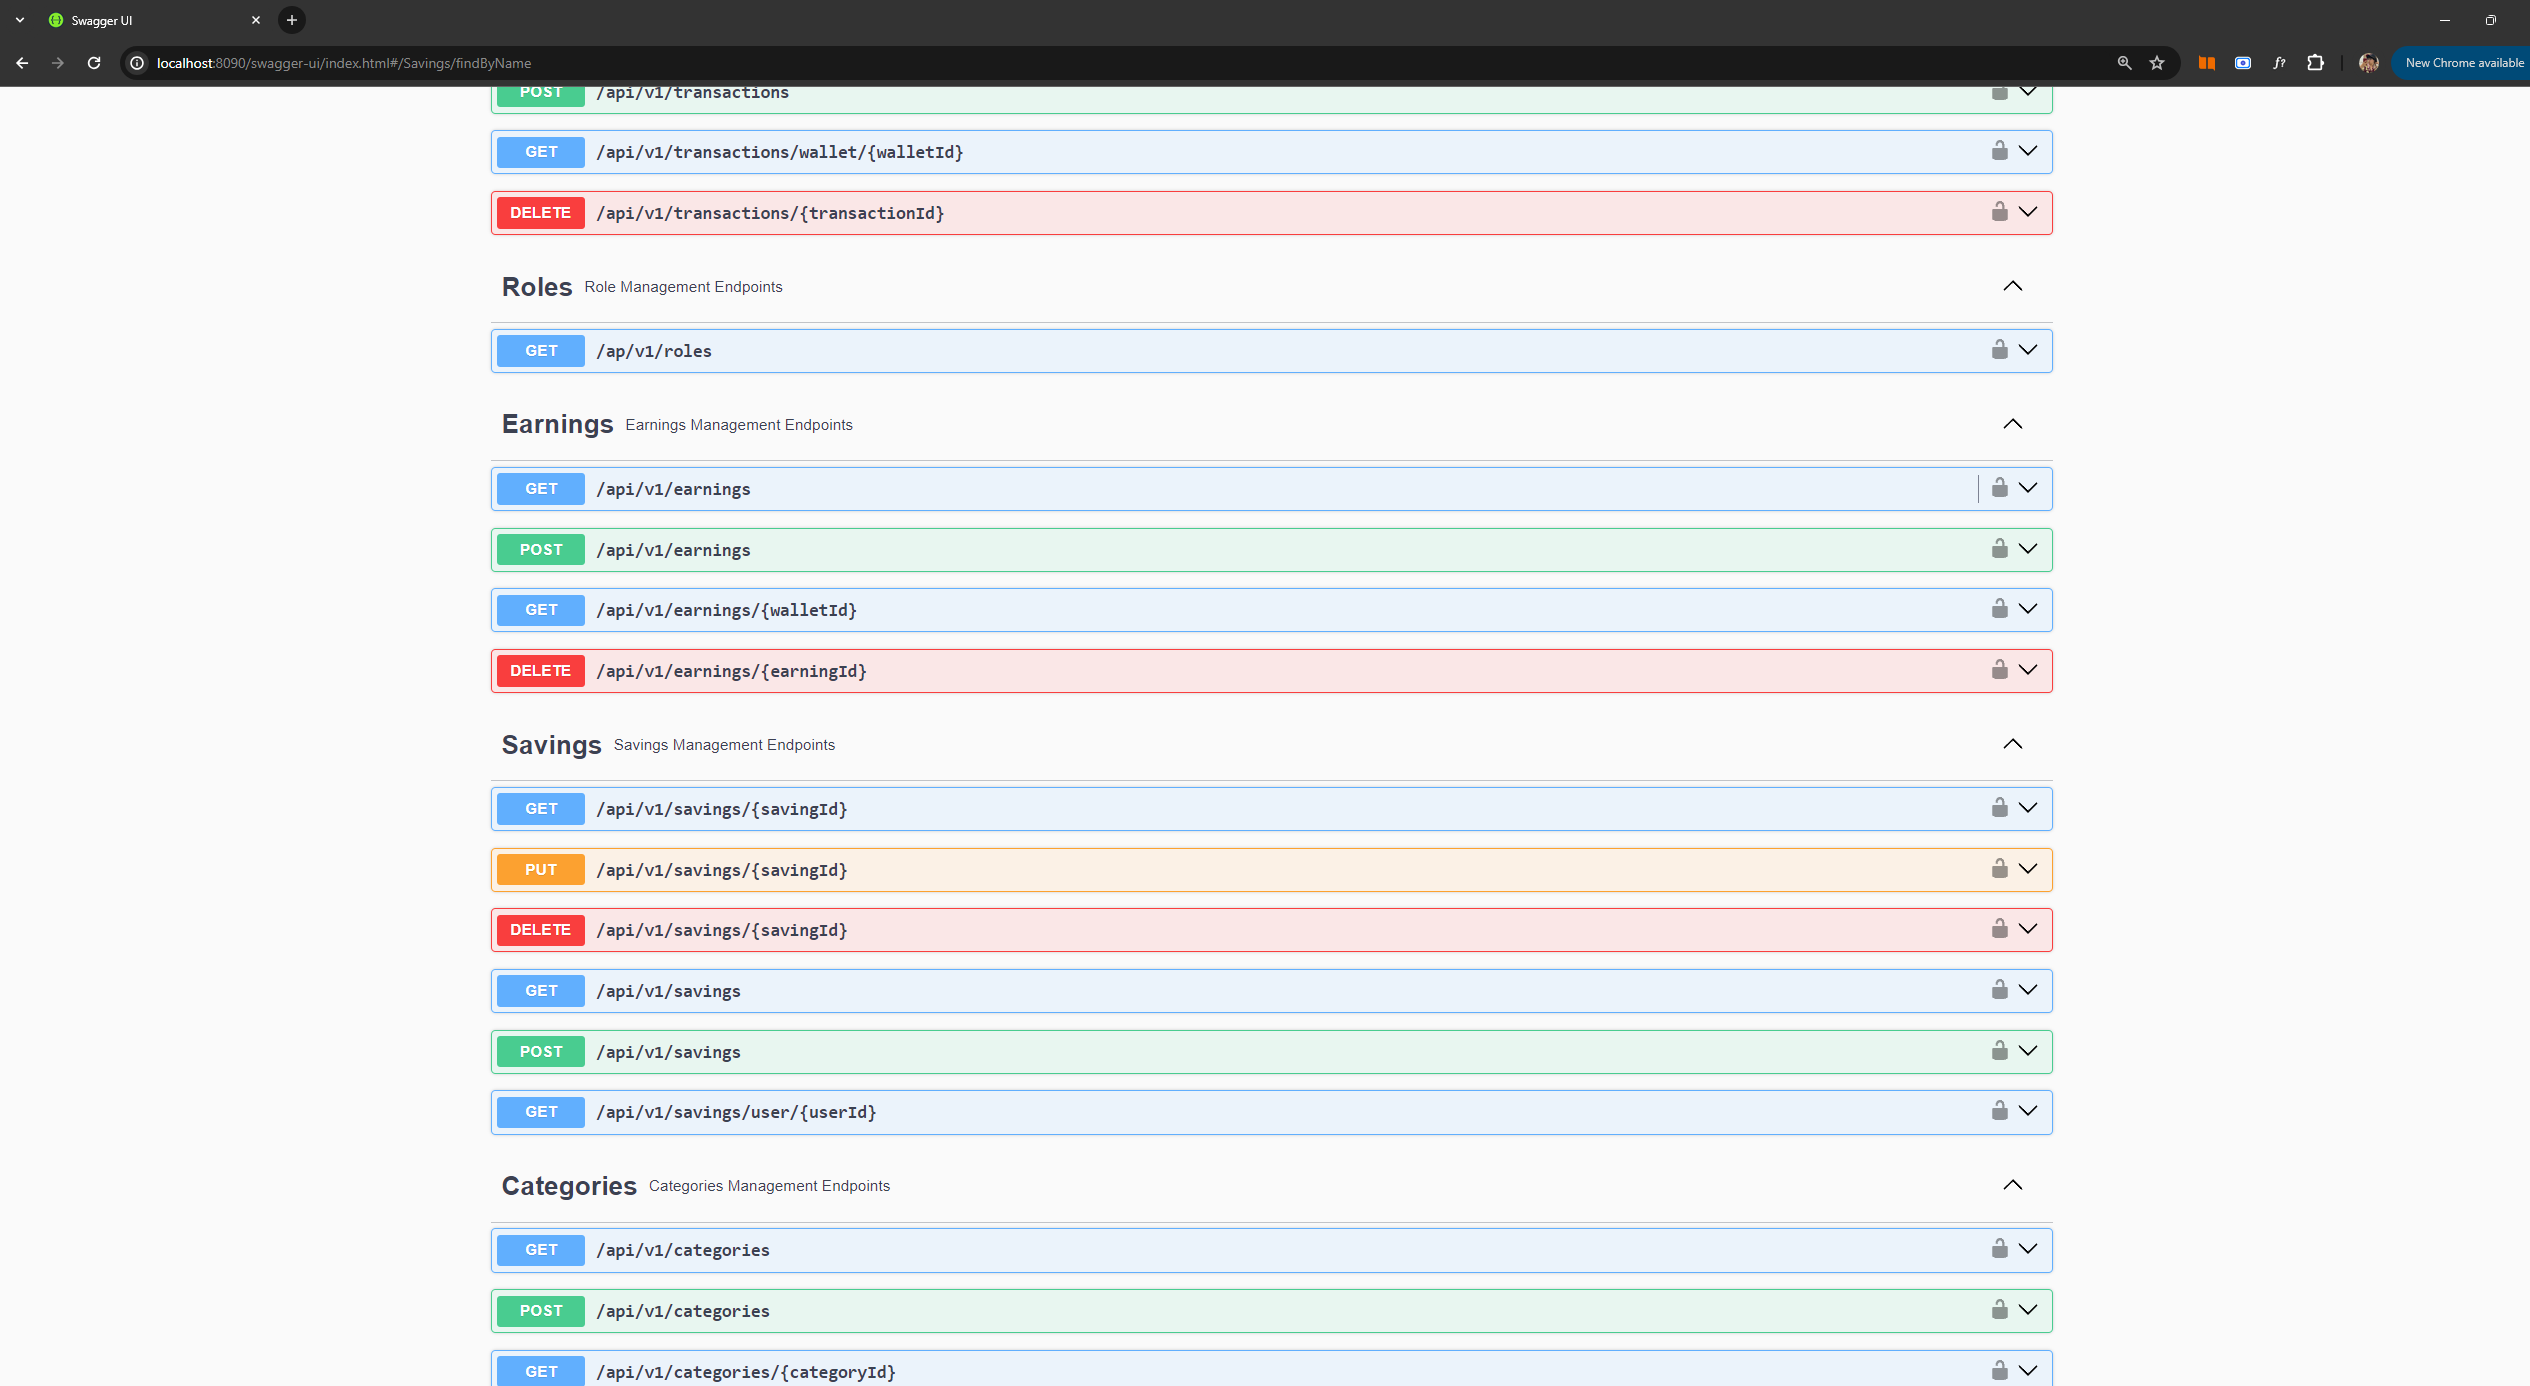 Swagger UI
localhost:8090/swagger-ui/index.html#/Savings/findByName
New Chrome available
POST /api/v1/transactions
GET /api/v1/transactions/wallet/{walletId}
DELETE /api/v1/transactions/{transactionId}
Roles Role Management Endpoints
GET /ap/v1/roles
Earnings Earnings Management Endpoints
GET /api/v1/earnings
POST /api/v1/earnings
GET /api/v1/earnings/{walletId}
DELETE /api/v1/earnings/{earningId}
Savings Savings Management Endpoints
GET /api/v1/savings/{savingId}
PUT /api/v1/savings/{savingId}
DELETE /api/v1/savings/{savingId}
GET /api/v1/savings
POST /api/v1/savings
GET /api/v1/savings/user/{userId}
Categories Categories Management Endpoints
GET /api/v1/categories
POST /api/v1/categories
GET /api/v1/categories/{categoryId}